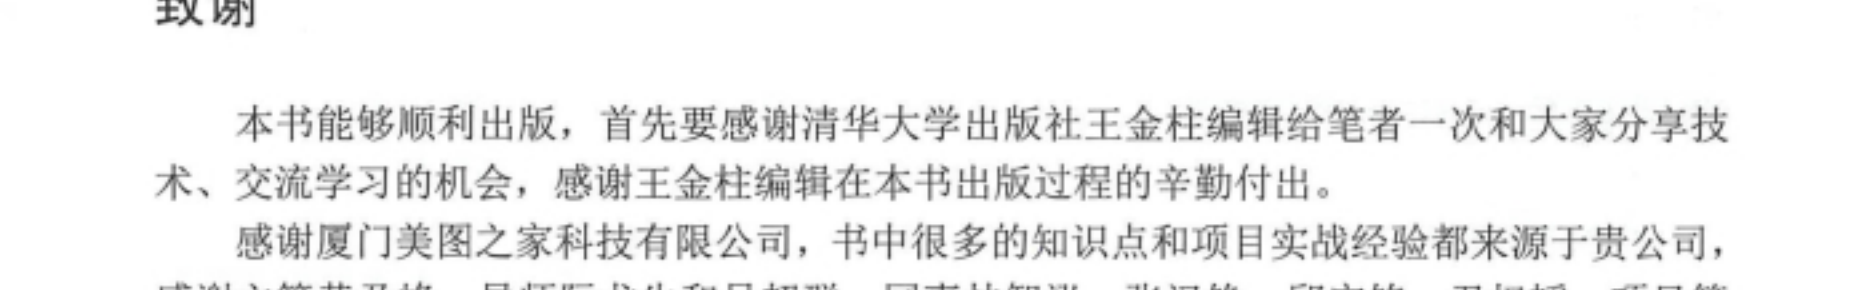 致谢
本书能够顺利出版，首先要感谢清华大学出版社王金柱编辑给笔者一次和大家分享技
术、交流学习的机会，感谢王金柱编辑在本书出版过程的辛勤付出。
感谢厦门美图之家科技有限公司，书中很多的知识点和项目实战经验都来源于贵公司，